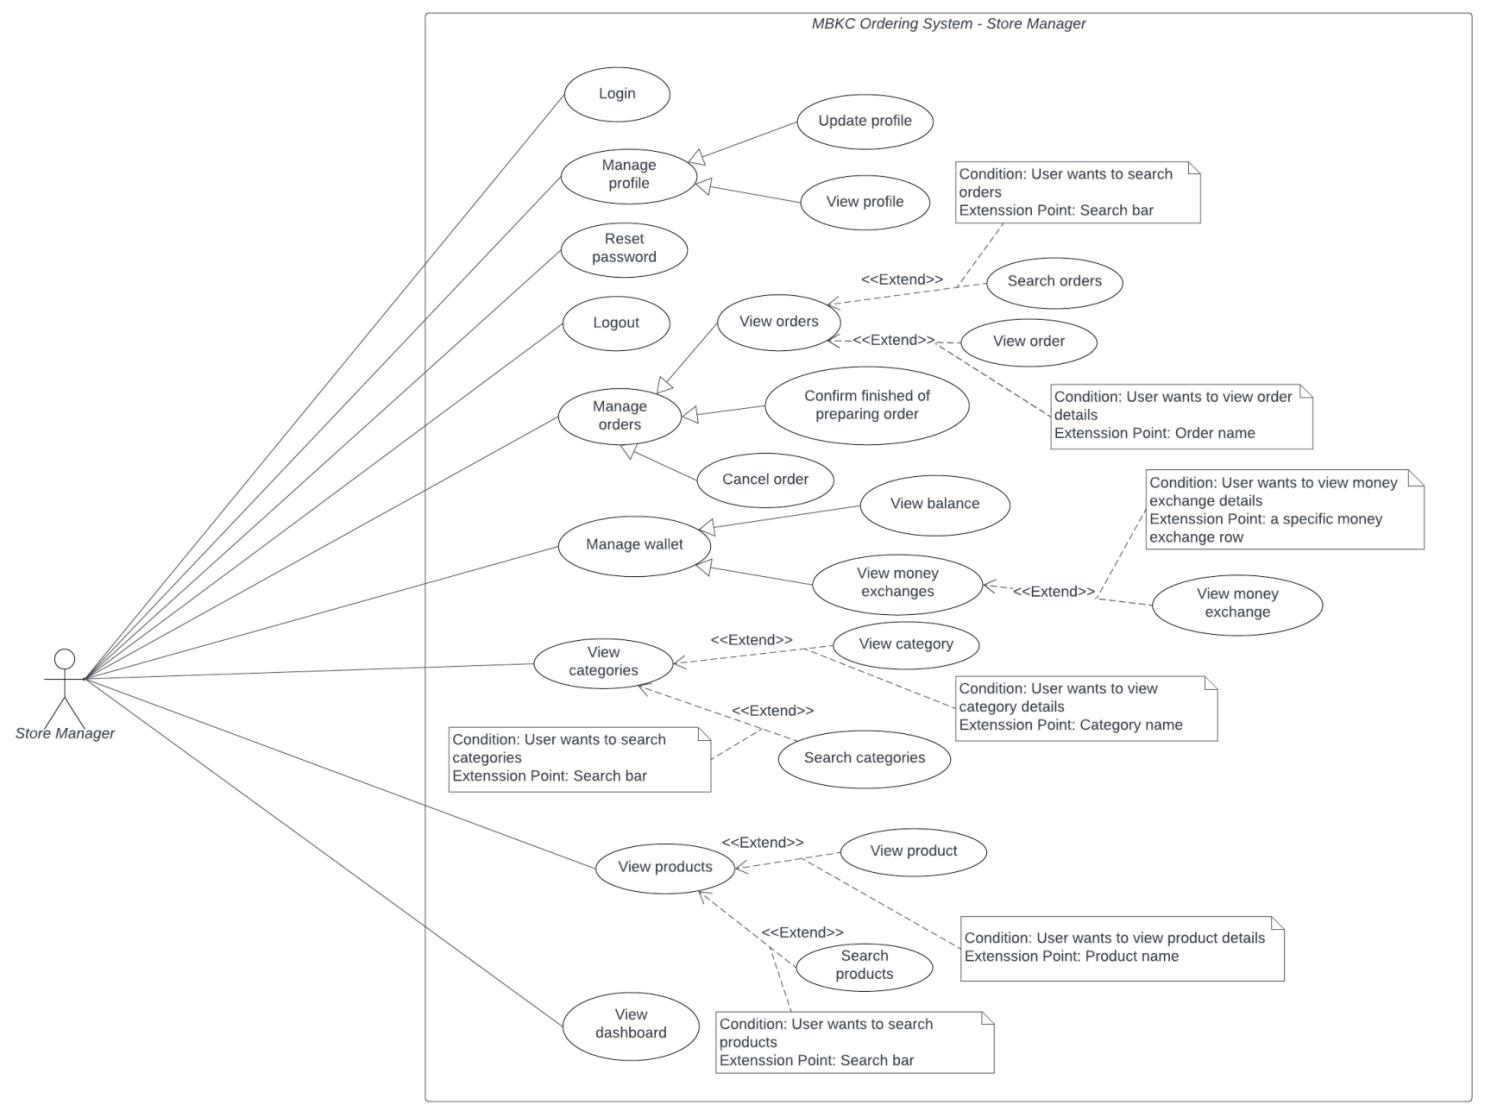 MBKC Ordering System - Store Manager
Login
Update profile
Manage
profile
View profile
Condition: User wants to search
orders
Extenssion Point: Search bar
Reset
password
<<Extend>>
Search orders
Logout
View orders
<<Extend>>
View order
Manage
orders
Confirm finished of
preparing order
Condition: User wants to view order
details
Extenssion Point: Order name
Cancel order
View balance
Condition: User wants to view money
exchange details
Extenssion Point: a specific money
exchange row
Manage wallet
View money
exchanges
<<Extend>>
View money
exchange
View
categories
<<Extend>>
View category
Condition: User wants to view
category details
Extenssion Point: Category name
Store Manager
<<Extend>>
Condition: User wants to search
categories
Extenssion Point: Search bar
Search categories
<<Extend>>
View products
View product
<<Extend>>
Condition: User wants to view product details
Extenssion Point: Product name
Search
products
View
dashboard
Condition: User wants to search
products
Extenssion Point: Search bar